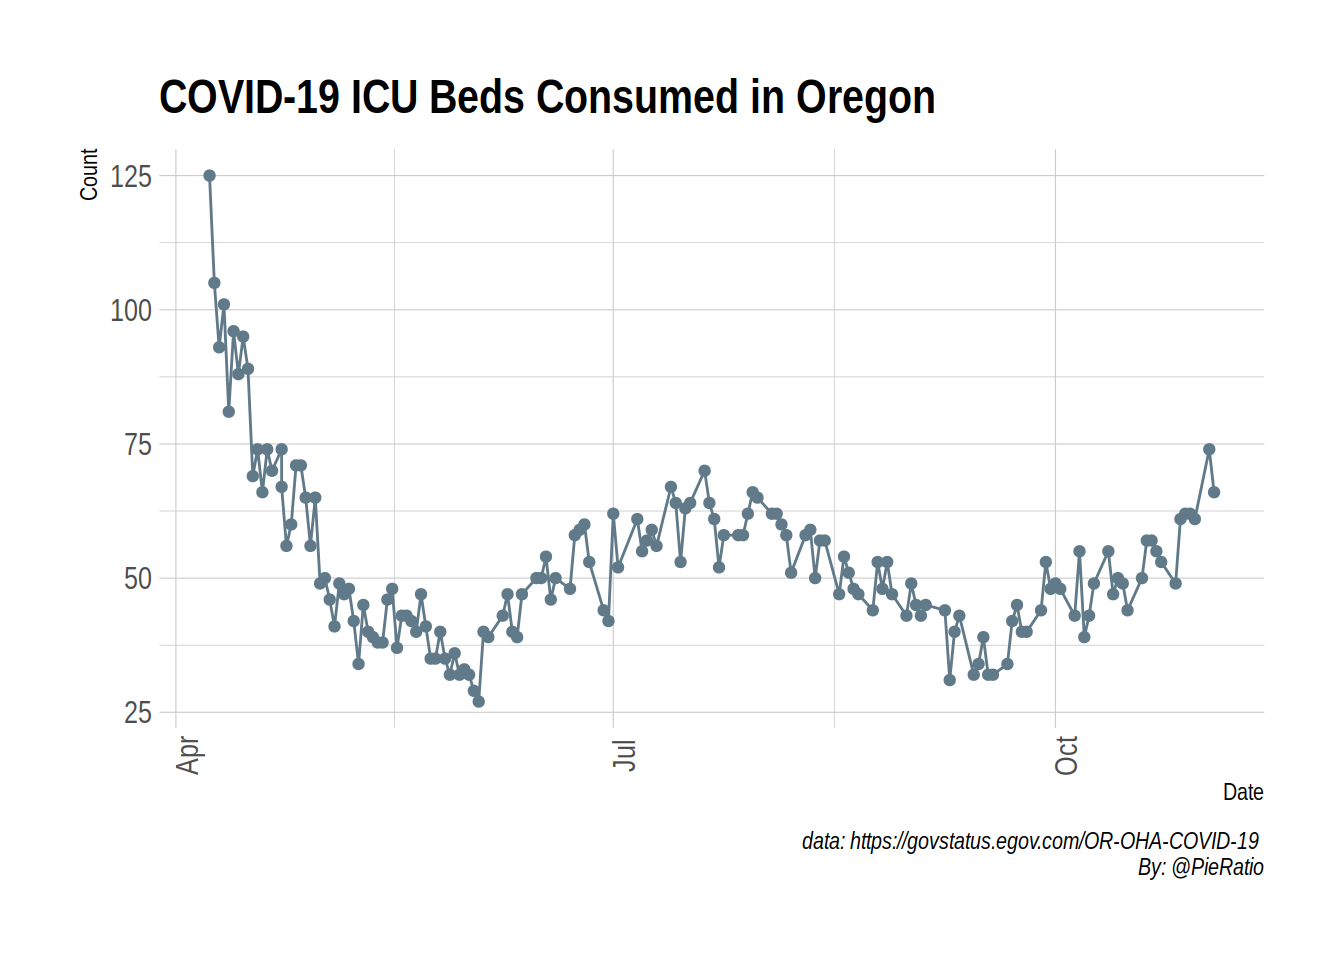 COVID-19 ICU Beds Consumed in Oregon
Count
125
100
75
50
25
Apr
Jul
Oct
Date
data: https://govstatus.egov.com/OR-OHA-COVID-19
By: @PieRatio